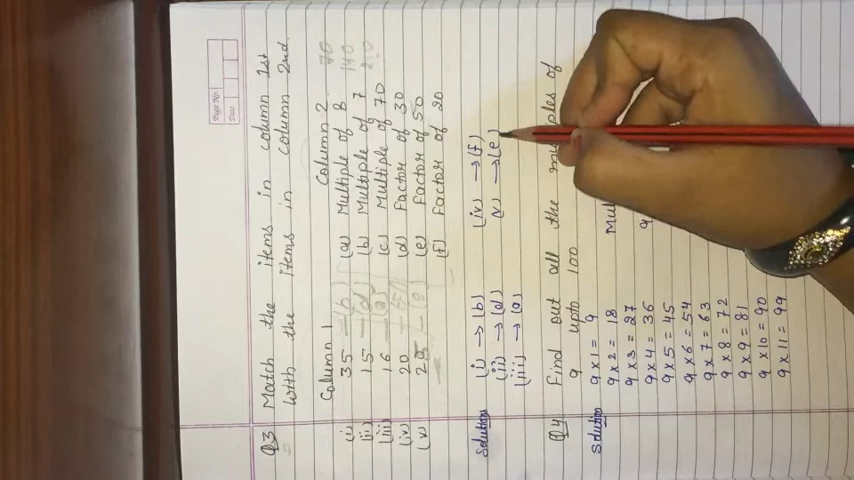 Page No.
Date
Q3 Match the items in column 1st
with the items in column 2nd.
Column 1 Column 2
(i) 35 (a) Multiple of 8
(ii) 15 (b) Multiple of 7
(iii) 16 (c) Multiple of 70
(iv) 20 (d) Factor of 30
(v) 25 (e) Factor of 50
(f) Factor of 20
Solution (i) → (b) (iv) → (f)
(ii) → (d) (v) → (e)
(iii) → (a)
Q4 Find out all the multiples of
9 upto 100
Solution 9 x 1 = 9
9 x 2 = 18 Mul
9 x 3 = 27
9 x 4 = 36 9
9 x 5 = 45
9 x 6 = 54
9 x 7 = 63
9 x 8 = 72
9 x 9 = 81
9 x 10 = 90
9 x 11 = 99